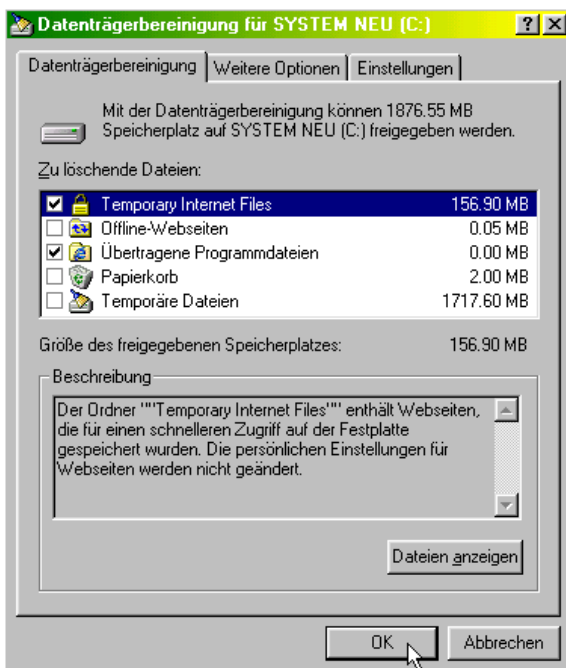 Datenträgerbereinigung für SYSTEM NEU (C:)
Datenträgerbereinigung Weitere Optionen Einstellungen
Mit der Datenträgerbereinigung können 1876.55 MB
Speicherplatz auf SYSTEM NEU (C:) freigegeben werden.
Zu löschende Dateien:
Temporary Internet Files 156.90 MB
Offline-Webseiten 0.05 MB
Übertragene Programmdateien 0.00 MB
Papierkorb 2.00 MB
Temporäre Dateien 1717.60 MB
Größe des freigegebenen Speicherplatzes: 156.90 MB
Beschreibung
Der Ordner ""Temporary Internet Files"" enthält Webseiten,
die für einen schnelleren Zugriff auf der Festplatte
gespeichert wurden. Die persönlichen Einstellungen für
Webseiten werden nicht geändert.
Dateien anzeigen
OK Abbrechen